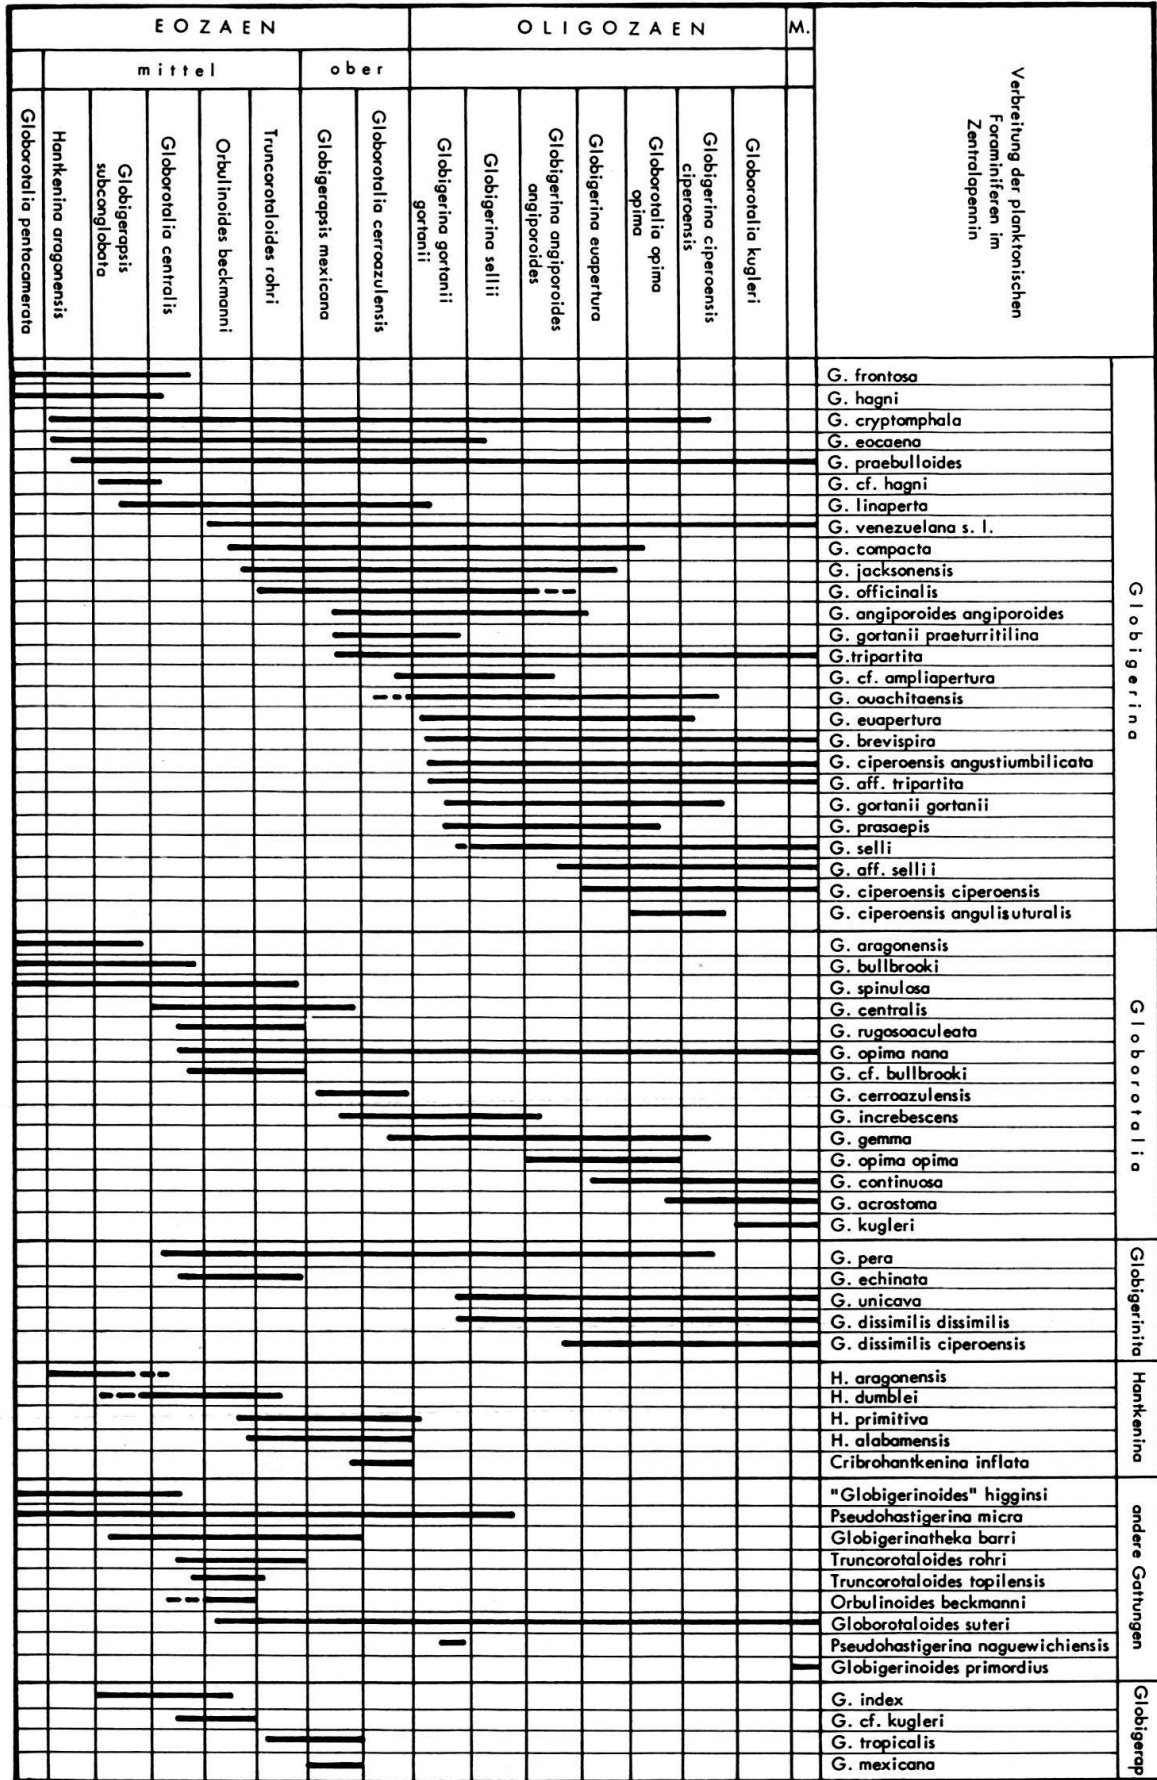 EOZAEN
OLIGOZAEN
M.
mittel
ober
Globorotalia pentacamerata
Hantkenina aragonensis
Globigerapsis
subconglobata
Globorotalia centralis
Orbulinoides beckmanni
Truncorotaloides rohri
Globigerapsis mexicana
Globorotalia cerroazulensis
Globigerina gortanii
gortanii
Globigerina sellii
Globigerina angiporoides
angiporoides
Globigerina euapertura
Globorotalia opima
opima
Globigerina ciperoensis
ciperoensis
Globorotalia kugleri
Verbreitung der planktonischen
Foraminiferen im
Zentralapennin
Globigerina
G. frontosa
G. hagni
G. cryptomphala
G. eocaena
G. praebulloides
G. cf. hagni
G. linaperta
G. venezuelana s. l.
G. compacta
G. jacksonensis
G. officinalis
G. angiporoides angiporoides
G. gortanii praeturritilina
G.tripartita
G. cf. ampliapertura
G. ouachitaensis
G. euapertura
G. brevispira
G. ciperoensis angustiumbilicata
G. aff. tripartita
G. gortanii gortanii
G. prasaepis
G. selli
G. aff. sellii
G. ciperoensis ciperoensis
G. ciperoensis angulisuturalis
Globorotalia
G. aragonensis
G. bullbrooki
G. spinulosa
G. centralis
G. rugosoaculeata
G. opima nana
G. cf. bullbrooki
G. cerroazulensis
G. increbescens
G. gemma
G. opima opima
G. continuosa
G. acrostoma
G. kugleri
Globigerinita
G. pera
G. echinata
G. unicava
G. dissimilis dissimilis
G. dissimilis ciperoensis
Hantkenina
H. aragonensis
H. dumblei
H. primitiva
H. alabamensis
Cribrohantkenina inflata
andere Gattungen
"Globigerinoides" higginsi
Pseudohastigerina micra
Globigerinatheka barri
Truncorotaloides rohri
Truncorotaloides topilensis
Orbulinoides beckmanni
Globorotaloides suteri
Pseudohastigerina naguewichiensis
Globigerinoides primordius
Globigerap
G. index
G. cf. kugleri
G. tropicalis
G. mexicana